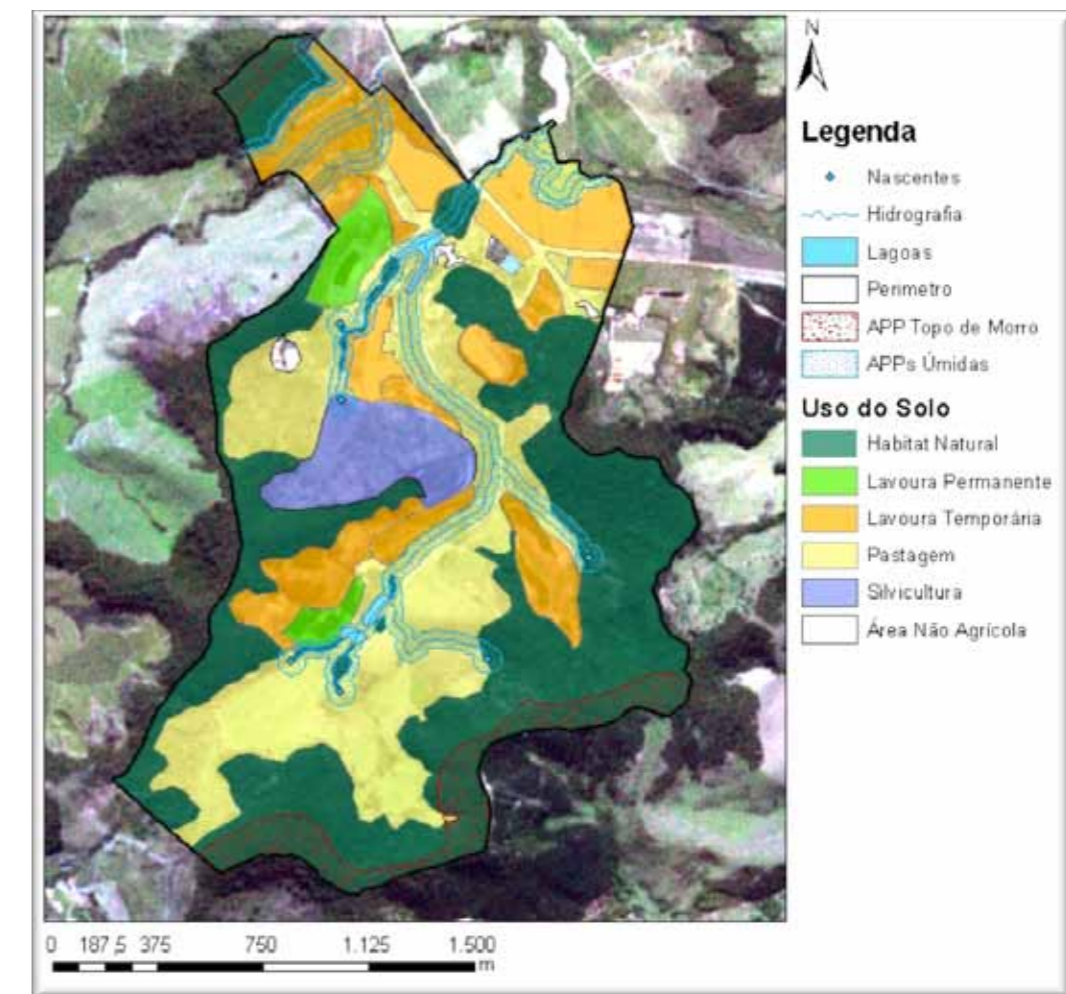 N
Legenda
Nascentes
Hidrografia
Lagoas
Perimetro
APP Topo de Morro
APPs Úmidas
Uso do Solo
Habitat Natural
Lavoura Permanente
Lavoura Temporária
Pastagem
Silvicultura
Área Não Agrícola
0 187,5 375 750 1.125 1.500
m